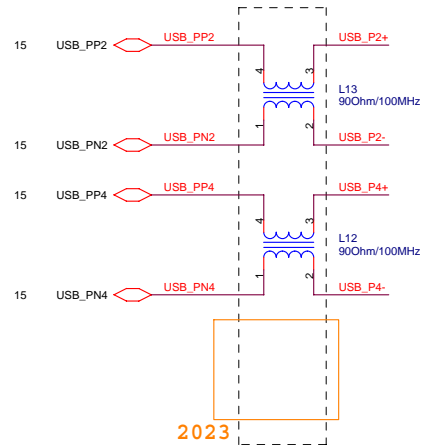 15 USB_PP2 USB_PP2 USB_P2+
4 3
L13
90Ohm/100MHz
1 2
15 USB_PN2 USB_PN2 USB_P2-
15 USB_PP4 USB_PP4 USB_P4+
4 3
L12
90Ohm/100MHz
1 2
15 USB_PN4 USB_PN4 USB_P4-
2023